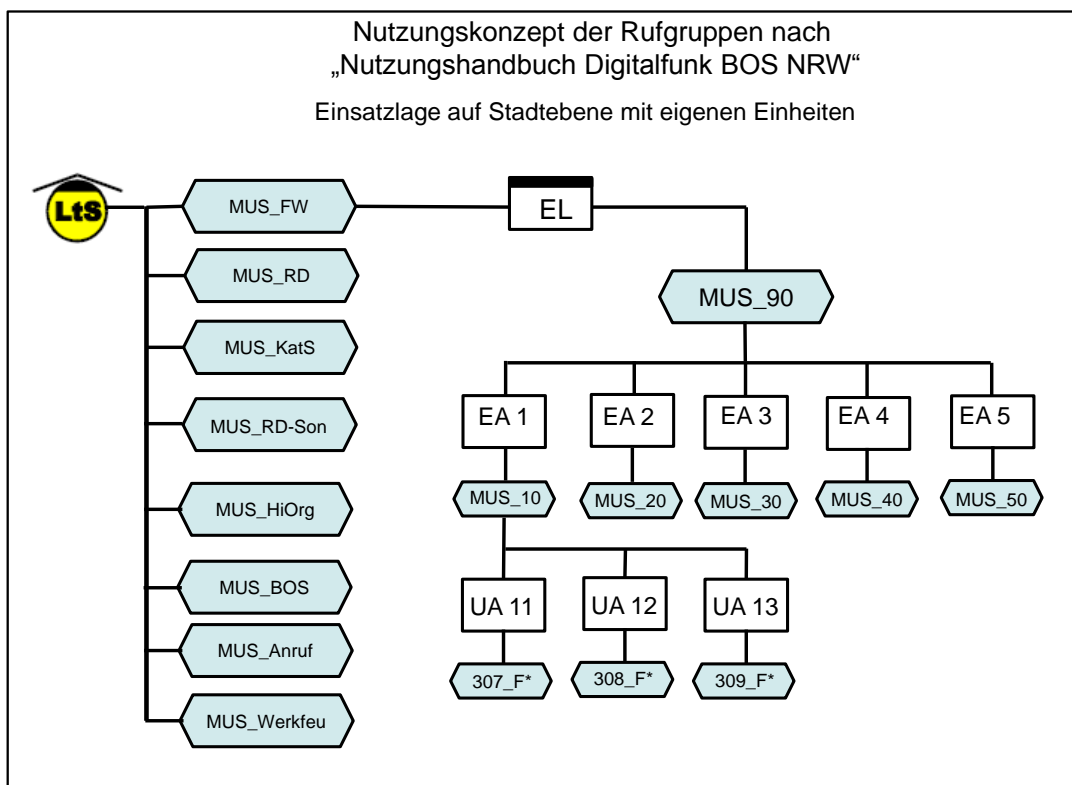 Nutzungskonzept der Rufgruppen nach
„Nutzungshandbuch Digitalfunk BOS NRW“
Einsatzlage auf Stadtebene mit eigenen Einheiten
LtS
MUS_FW
EL
MUS_RD
MUS_90
MUS_KatS
EA 1
EA 2
EA 3
EA 4
EA 5
MUS_RD-Son
MUS_10
MUS_20
MUS_30
MUS_40
MUS_50
MUS_HiOrg
MUS_BOS
UA 11
UA 12
UA 13
MUS_Anruf
307_F*
308_F*
309_F*
MUS_Werkfeu